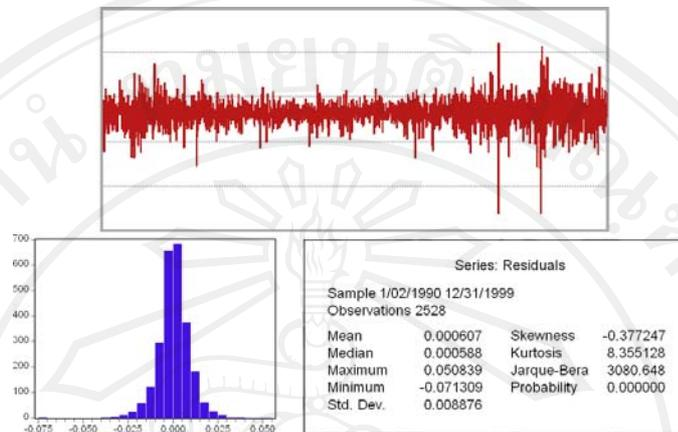 700
600
500
400
300
200
100
0
-0.075 -0.050 -0.025 0.000 0.025 0.050
Series: Residuals
Sample 1/02/1990 12/31/1999
Observations 2528
Mean 0.000607 Skewness -0.377247
Median 0.000588 Kurtosis 8.355128
Maximum 0.050839 Jarque-Bera 3080.648
Minimum -0.071309 Probability 0.000000
Std. Dev. 0.008876